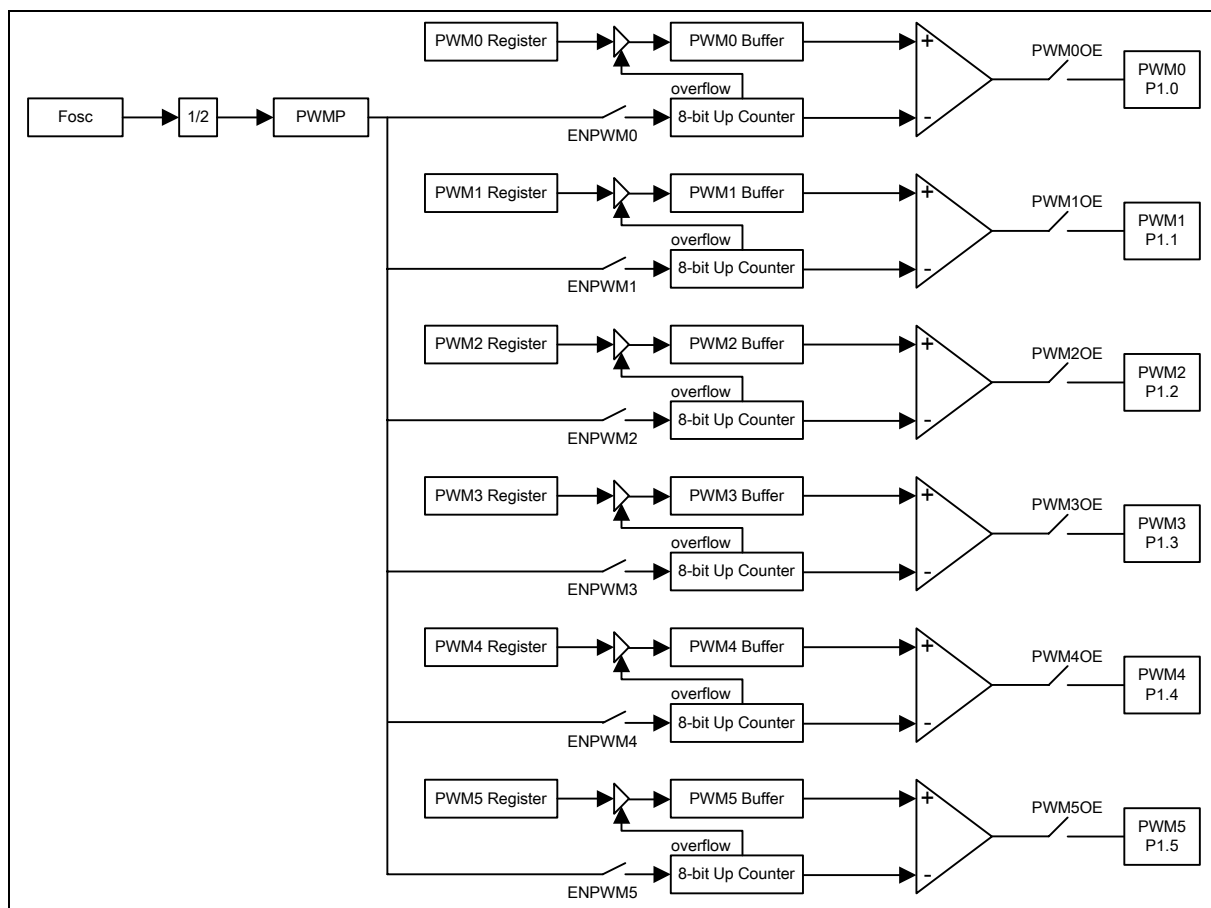 PWM0 Register
PWM0 Buffer
+
PWM0OE
PWM0
P1.0
overflow
Fosc
1/2
PWMP
ENPWM0
8-bit Up Counter
-
PWM1 Register
PWM1 Buffer
+
PWM1OE
PWM1
P1.1
overflow
ENPWM1
8-bit Up Counter
-
PWM2 Register
PWM2 Buffer
+
PWM2OE
PWM2
P1.2
overflow
ENPWM2
8-bit Up Counter
-
PWM3 Register
PWM3 Buffer
+
PWM3OE
PWM3
P1.3
overflow
ENPWM3
8-bit Up Counter
-
PWM4 Register
PWM4 Buffer
+
PWM4OE
PWM4
P1.4
overflow
ENPWM4
8-bit Up Counter
-
PWM5 Register
PWM5 Buffer
+
PWM5OE
PWM5
P1.5
overflow
ENPWM5
8-bit Up Counter
-